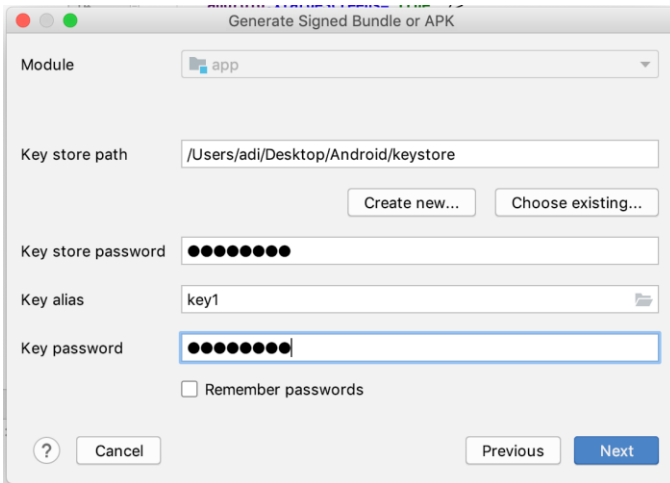 Generate Signed Bundle or APK
Module app
Key store path /Users/adi/Desktop/Android/keystore
Create new... Choose existing...
Key store password ●●●●●●●●
Key alias key1
Key password ●●●●●●●●
Remember passwords
? Cancel Previous Next